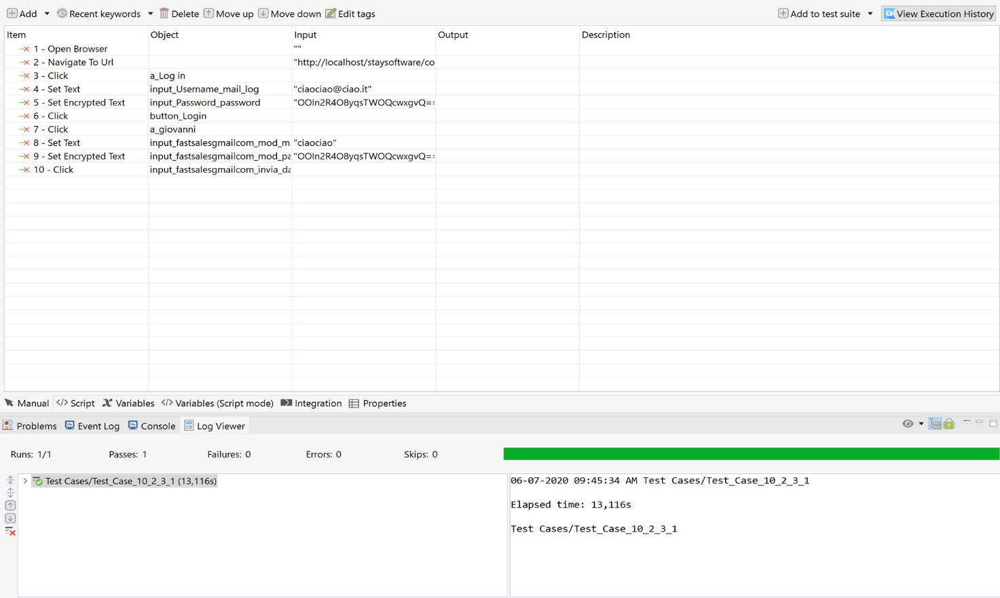 Add Recent keywords Delete Move up Move down Edit tags Add to test suite View Execution History
Item Object Input Output Description
1 - Open Browser ""
2 - Navigate To Url "http://localhost/staysoftware/co
3 - Click a_Log in
4 - Set Text input_Username_mail_log "ciaociao@ciao.it"
5 - Set Encrypted Text input_Password_password "OOIn2R4O8yqsTWOQcwxgvQ==
6 - Click button_Login
7 - Click a_giovanni
8 - Set Text input_fastsalesgmailcom_mod_m "ciaociao"
9 - Set Encrypted Text input_fastsalesgmailcom_mod_pa "OOIn2R4O8yqsTWOQcwxgvQ==
10 - Click input_fastsalesgmailcom_invia_da
Manual Script Variables Variables (Script mode) Integration Properties
Problems Event Log Console Log Viewer
Runs: 1/1 Passes: 1 Failures: 0 Errors: 0 Skips: 0
Test Cases/Test_Case_10_2_3_1 (13,116s)
06-07-2020 09:45:34 AM Test Cases/Test_Case_10_2_3_1
Elapsed time: 13,116s
Test Cases/Test_Case_10_2_3_1